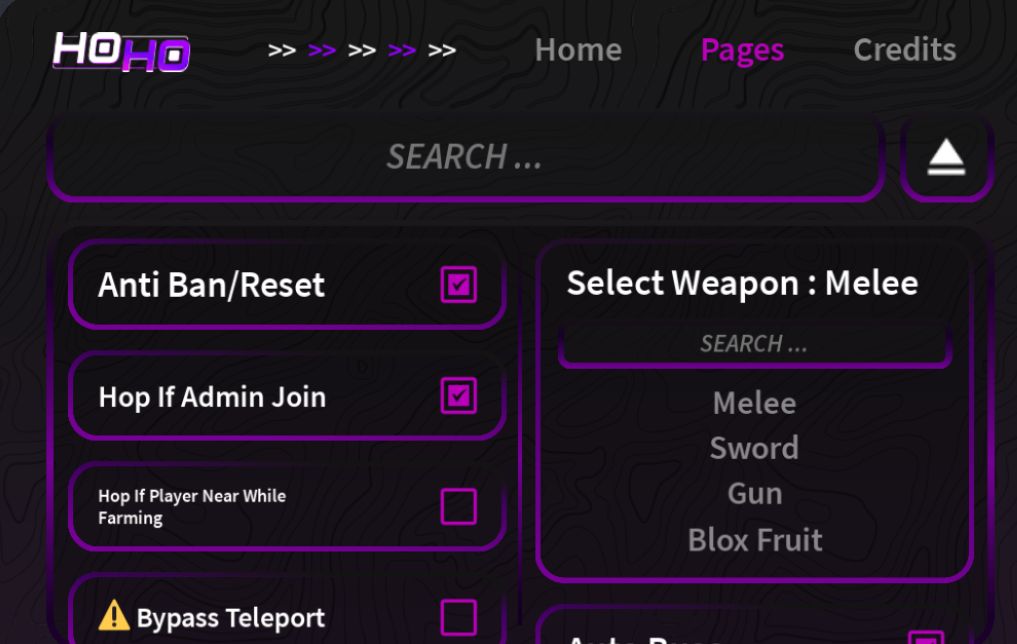 HOHO
>> >> >> >> >>
Home
Pages
Credits
SEARCH ...
Anti Ban/Reset
Hop If Admin Join
Hop If Player Near While
Farming
Bypass Teleport
Select Weapon : Melee
SEARCH ...
Melee
Sword
Gun
Blox Fruit
Auto